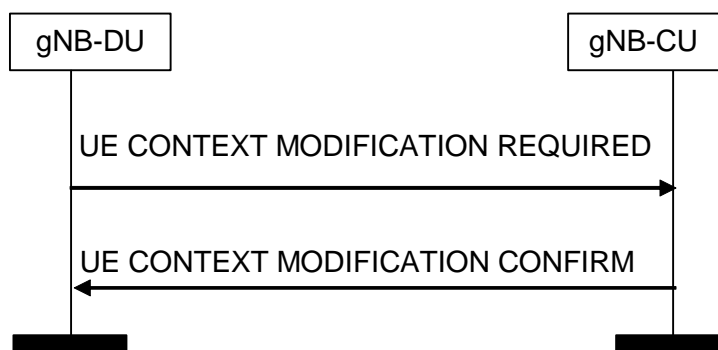 gNB-DU
gNB-CU
UE CONTEXT MODIFICATION REQUIRED
UE CONTEXT MODIFICATION CONFIRM